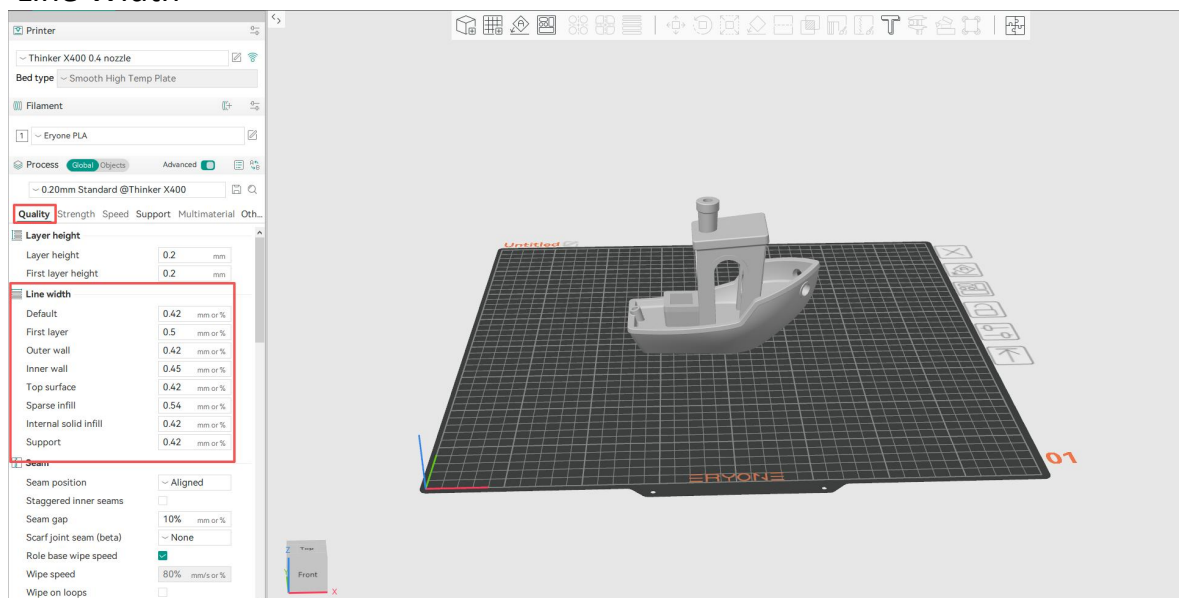 Line Width
Printer
Thinker X400 0.4 nozzle
Bed type Smooth High Temp Plate
Filament
1 Eryone PLA
Process Global Objects Advanced
0.20mm Standard @Thinker X400
Quality Strength Speed Support Multimaterial Oth...
Layer height
Layer height 0.2 mm
First layer height 0.2 mm
Line width
Default 0.42 mm or %
First layer 0.5 mm or %
Outer wall 0.42 mm or %
Inner wall 0.45 mm or %
Top surface 0.42 mm or %
Sparse infill 0.54 mm or %
Internal solid infill 0.42 mm or %
Support 0.42 mm or %
Seam
Seam position Aligned
Staggered inner seams
Seam gap 10% mm or %
Scarf joint seam (beta) None
Role base wipe speed
Wipe speed 80% mm/s or %
Wipe on loops
Untitled
ERYONE
01
Top
Front
Z
Y
X